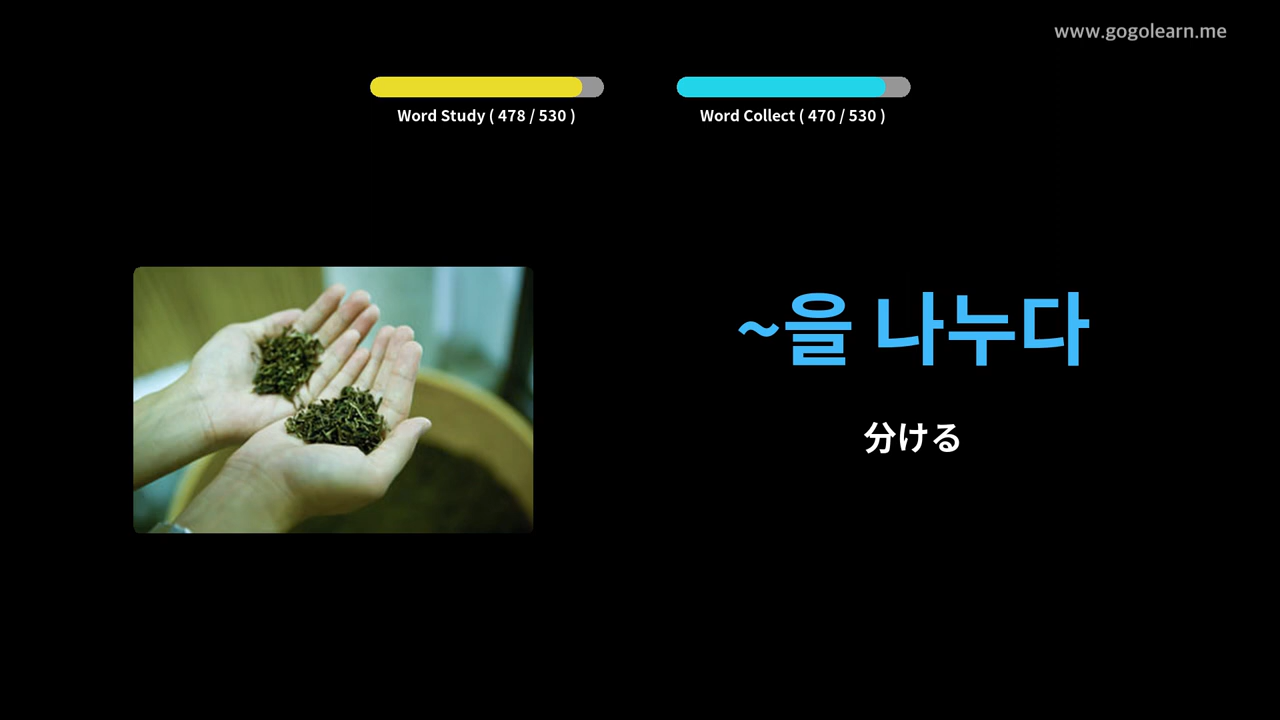 www.gogolearn.me
Word Study ( 478 / 530 )
Word Collect ( 470 / 530 )
~을 나누다
分ける